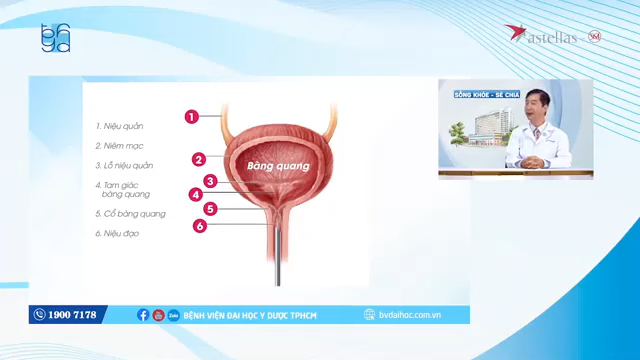 astellas
SỐNG KHỎE - SẺ CHIA
1. Niệu quản
2. Niêm mạc
3. Lỗ niệu quản
4. Tam giác
bàng quang
5. Cổ bàng quang
6. Niệu đạo
Bàng quang
1
2
3
4
5
6
1900 7178
Zalo
BỆNH VIỆN ĐẠI HỌC Y DƯỢC TPHCM
bvdaihoc.com.vn